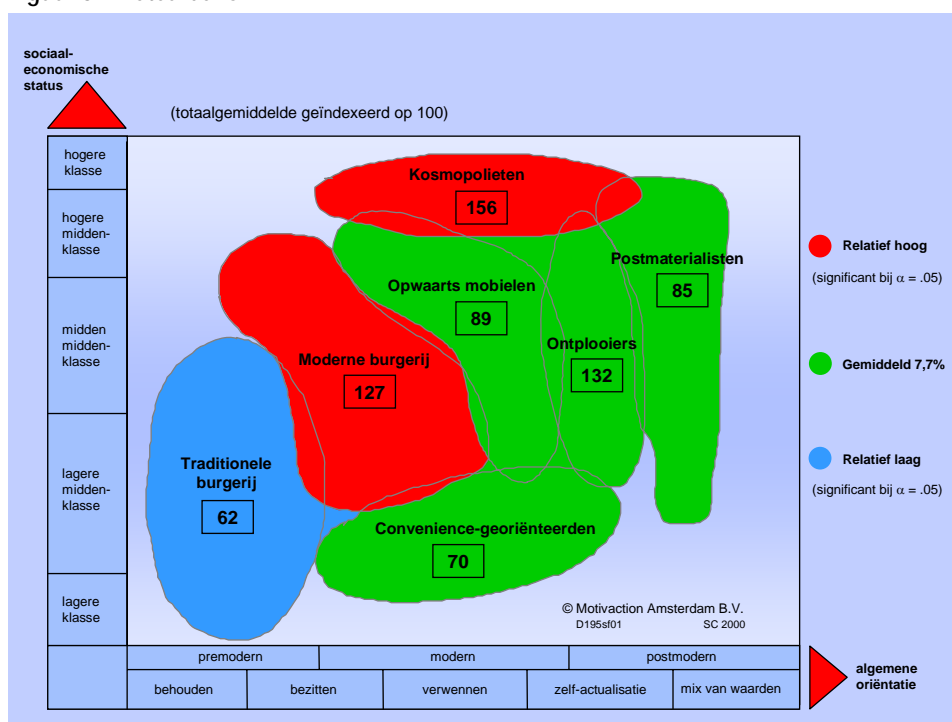 sociaal-
economische
status
(totaalgemiddelde geïndexeerd op 100)
hogere
klasse
hogere
midden-
klasse
midden
midden-
klasse
lagere
midden-
klasse
lagere
klasse
Kosmopolieten
156
Postmaterialisten
85
Opwaarts mobielen
89
Ontplooiers
132
Moderne burgerij
127
Traditionele
burgerij
62
Convenience-georiënteerden
70
Relatief hoog
(significant bij α = .05)
Gemiddeld 7,7%
Relatief laag
(significant bij α = .05)
© Motivaction Amsterdam B.V.
D195sf01 SC 2000
premodern modern postmodern
behouden bezitten verwennen zelf-actualisatie mix van waarden
algemene
oriëntatie